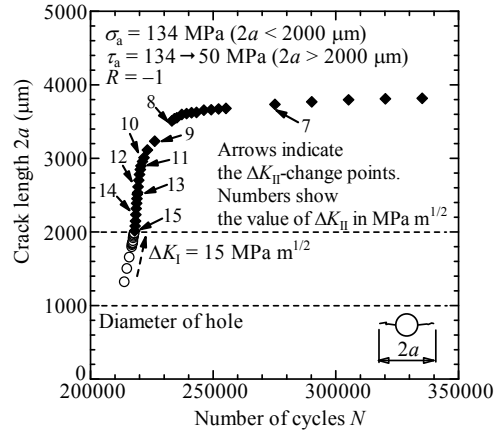 σa = 134 MPa (2a < 2000 μm)
τa = 134→50 MPa (2a > 2000 μm)
R = −1
Crack length 2a (μm)
5000
4000
3000
2000
1000
0
8
10
9
7
12
11
14
13
15
Arrows indicate
the ΔKII-change points.
Numbers show
the value of ΔKII in MPa m1/2
ΔKI = 15 MPa m1/2
Diameter of hole
2a
200000
250000
300000
350000
Number of cycles N